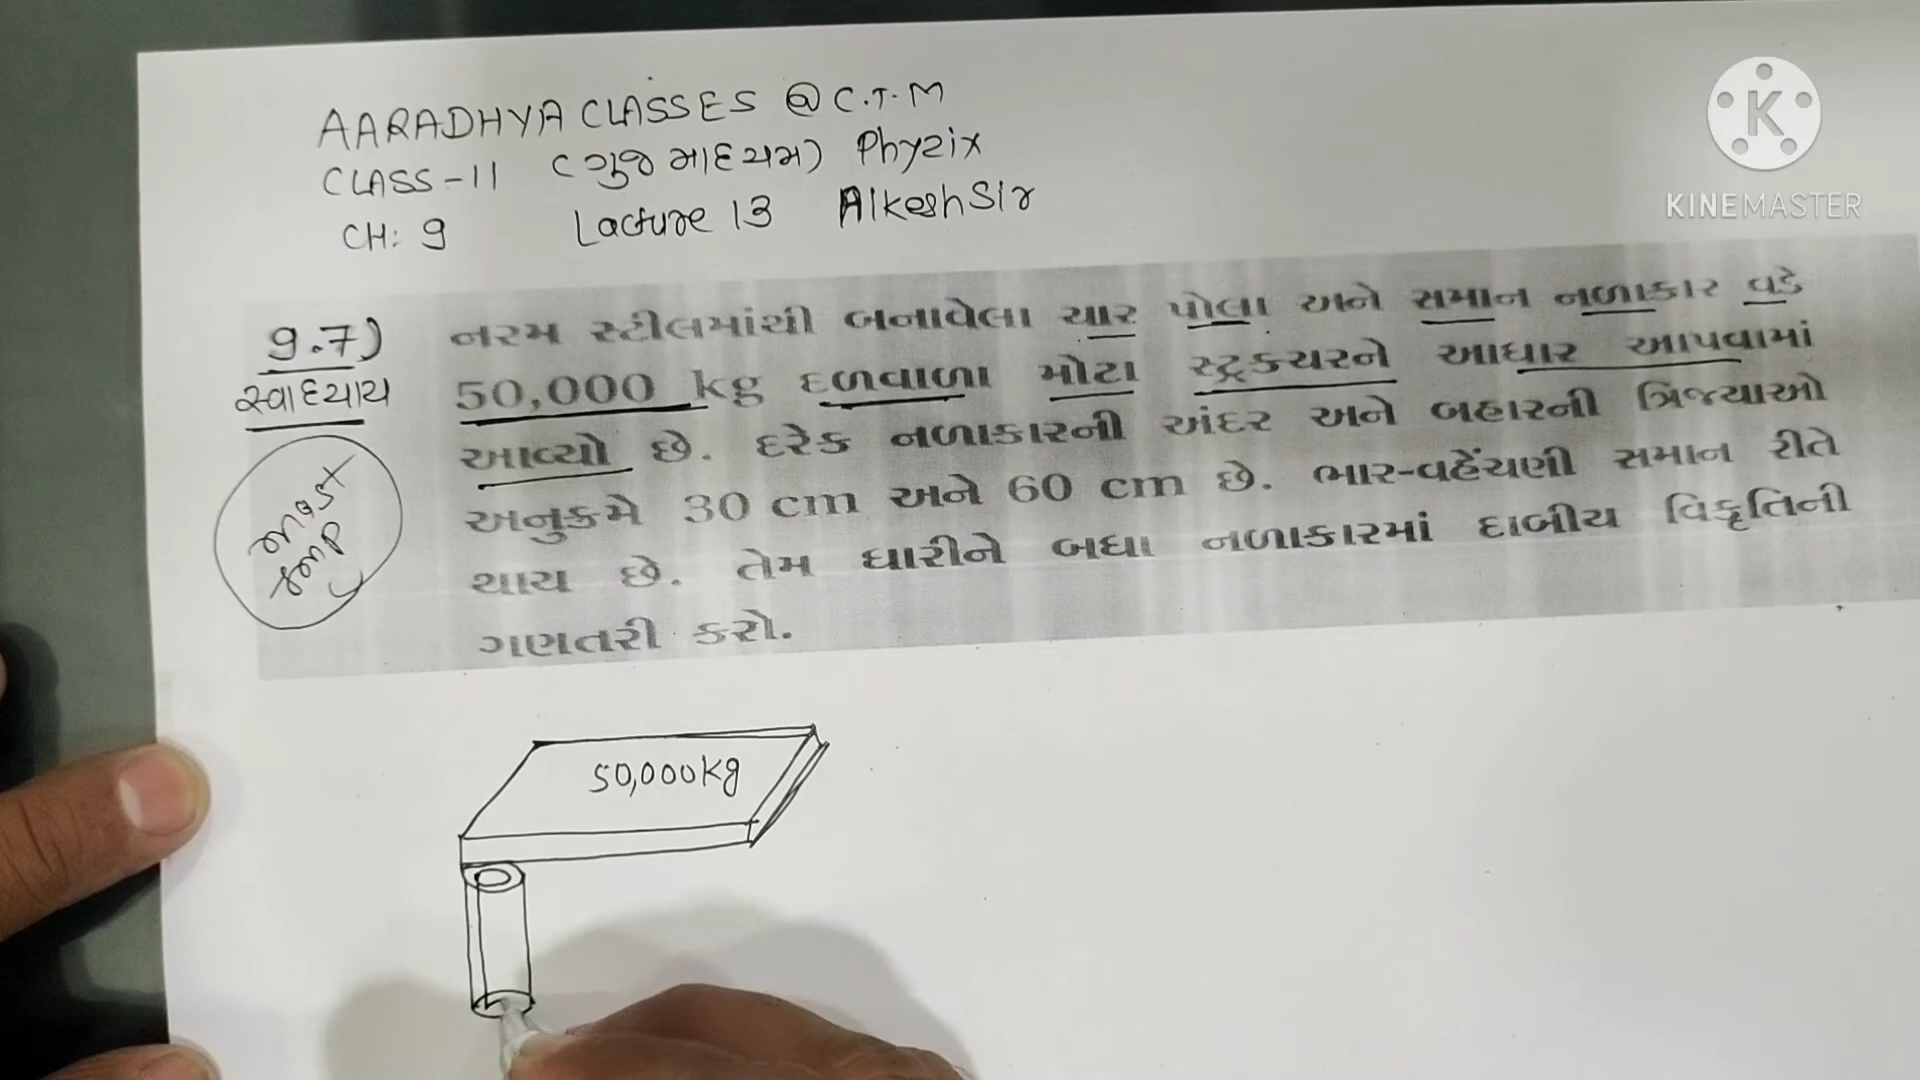 AARADHYA CLASSES @ C.T.M
CLASS-11 (ગુજ માધ્યમ) Phyzix
CH: 9 Lacture 13 Alkesh Sir
KINEMASTER
9.7)
સ્વાધ્યાય
most
નરમ સ્ટીલમાંથી બનાવેલા ચાર પોલા અને સમાન નળાકાર વડે
50,000 kg દળવાળા મોટા સ્ટ્રક્ચરને આધાર આપવામાં
આવ્યો છે. દરેક નળાકારની અંદર અને બહારની ત્રિજ્યાઓ
અનુક્રમે 30 cm અને 60 cm છે. ભાર-વહેંચણી સમાન રીતે
થાય છે. તેમ ધારીને બધા નળાકારમાં દાબીય વિકૃતિની
ગણતરી કરો.
50,000kg